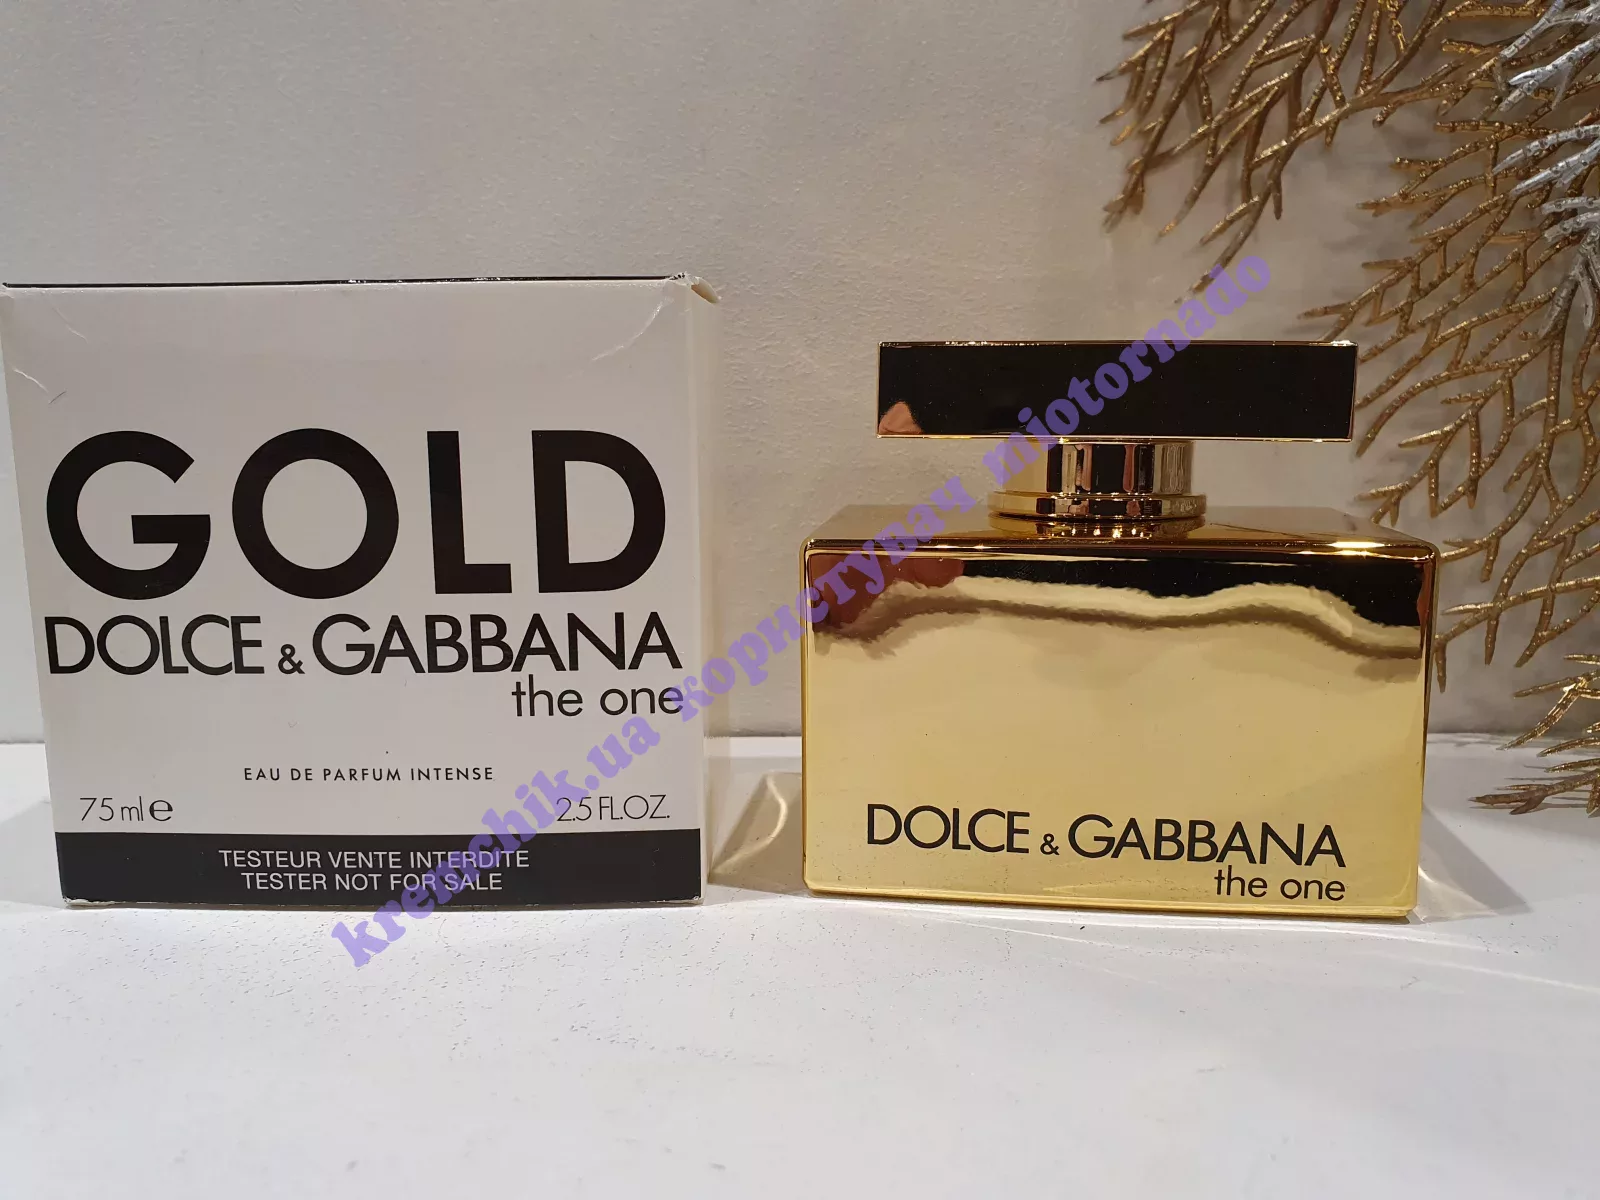 GOLD
DOLCE & GABBANA
the one
EAU DE PARFUM INTENSE
75 ml e
2.5 FL.OZ.
TESTEUR VENTE INTERDITE
TESTER NOT FOR SALE
DOLCE & GABBANA
the one
kremchik.ua користувач miotornado